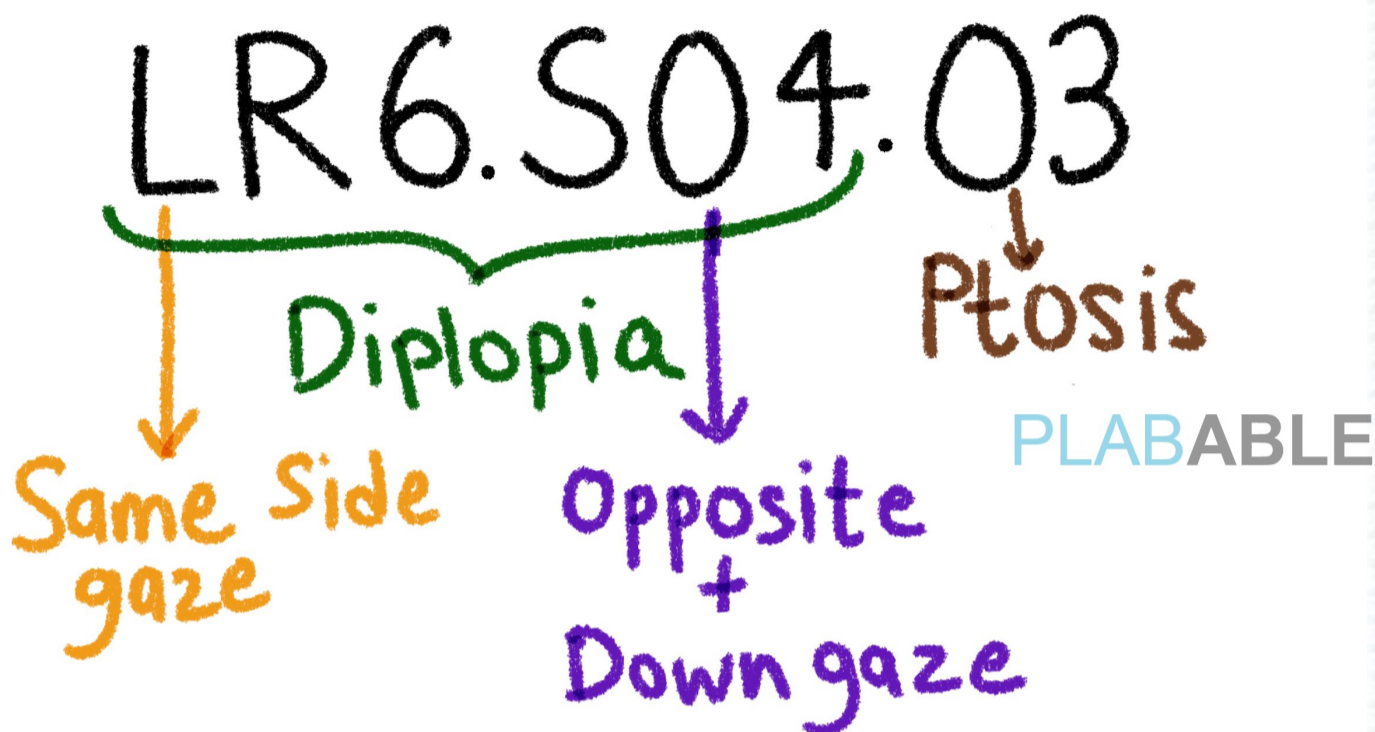 LR6.SO4.O3
Diplopia
Ptosis
PLABABLE
Same Side
gaze
Opposite
+
Down gaze